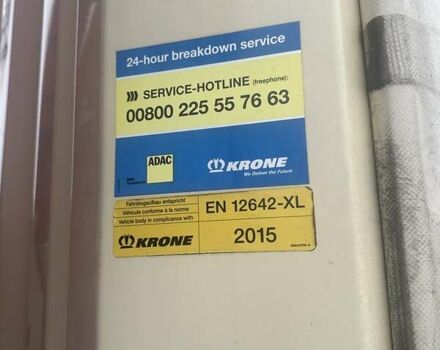 24-hour breakdown service
SERVICE-HOTLINE (freephone):
00800 225 55 76 63
ADAC
KRONE
We Deliver the Future
Fahrzeugaufbau entspricht
Véhicule conforme à la norme
Vehicle body in compliance with
EN 12642-XL
KRONE
2015